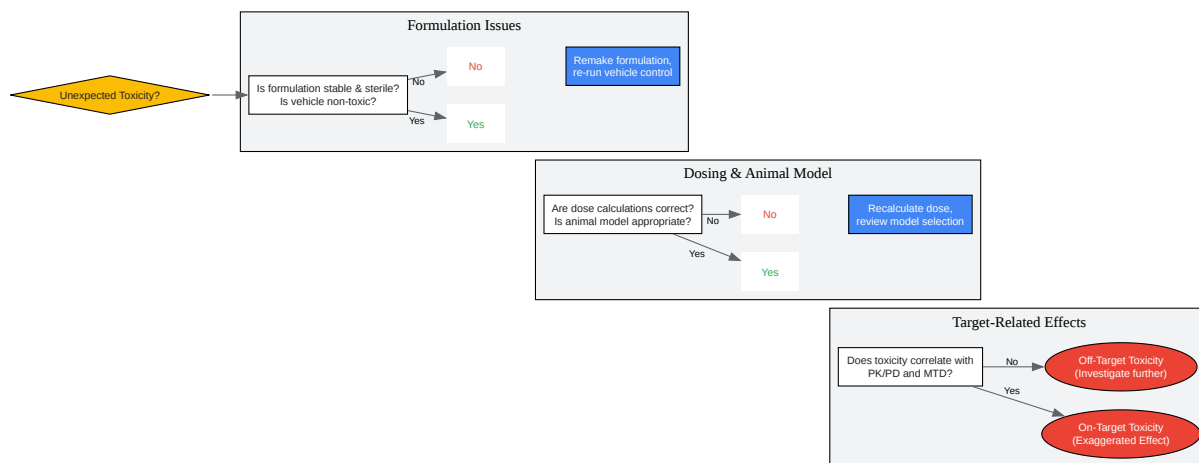 Formulation Issues
Unexpected Toxicity?
Is formulation stable & sterile?
Is vehicle non-toxic?
No
Yes
No
Yes
Remake formulation,
re-run vehicle control
Dosing & Animal Model
Are dose calculations correct?
Is animal model appropriate?
No
Yes
No
Yes
Recalculate dose,
review model selection
Target-Related Effects
Does toxicity correlate with
PK/PD and MTD?
No
Yes
Off-Target Toxicity
(Investigate further)
On-Target Toxicity
(Exaggerated Effect)